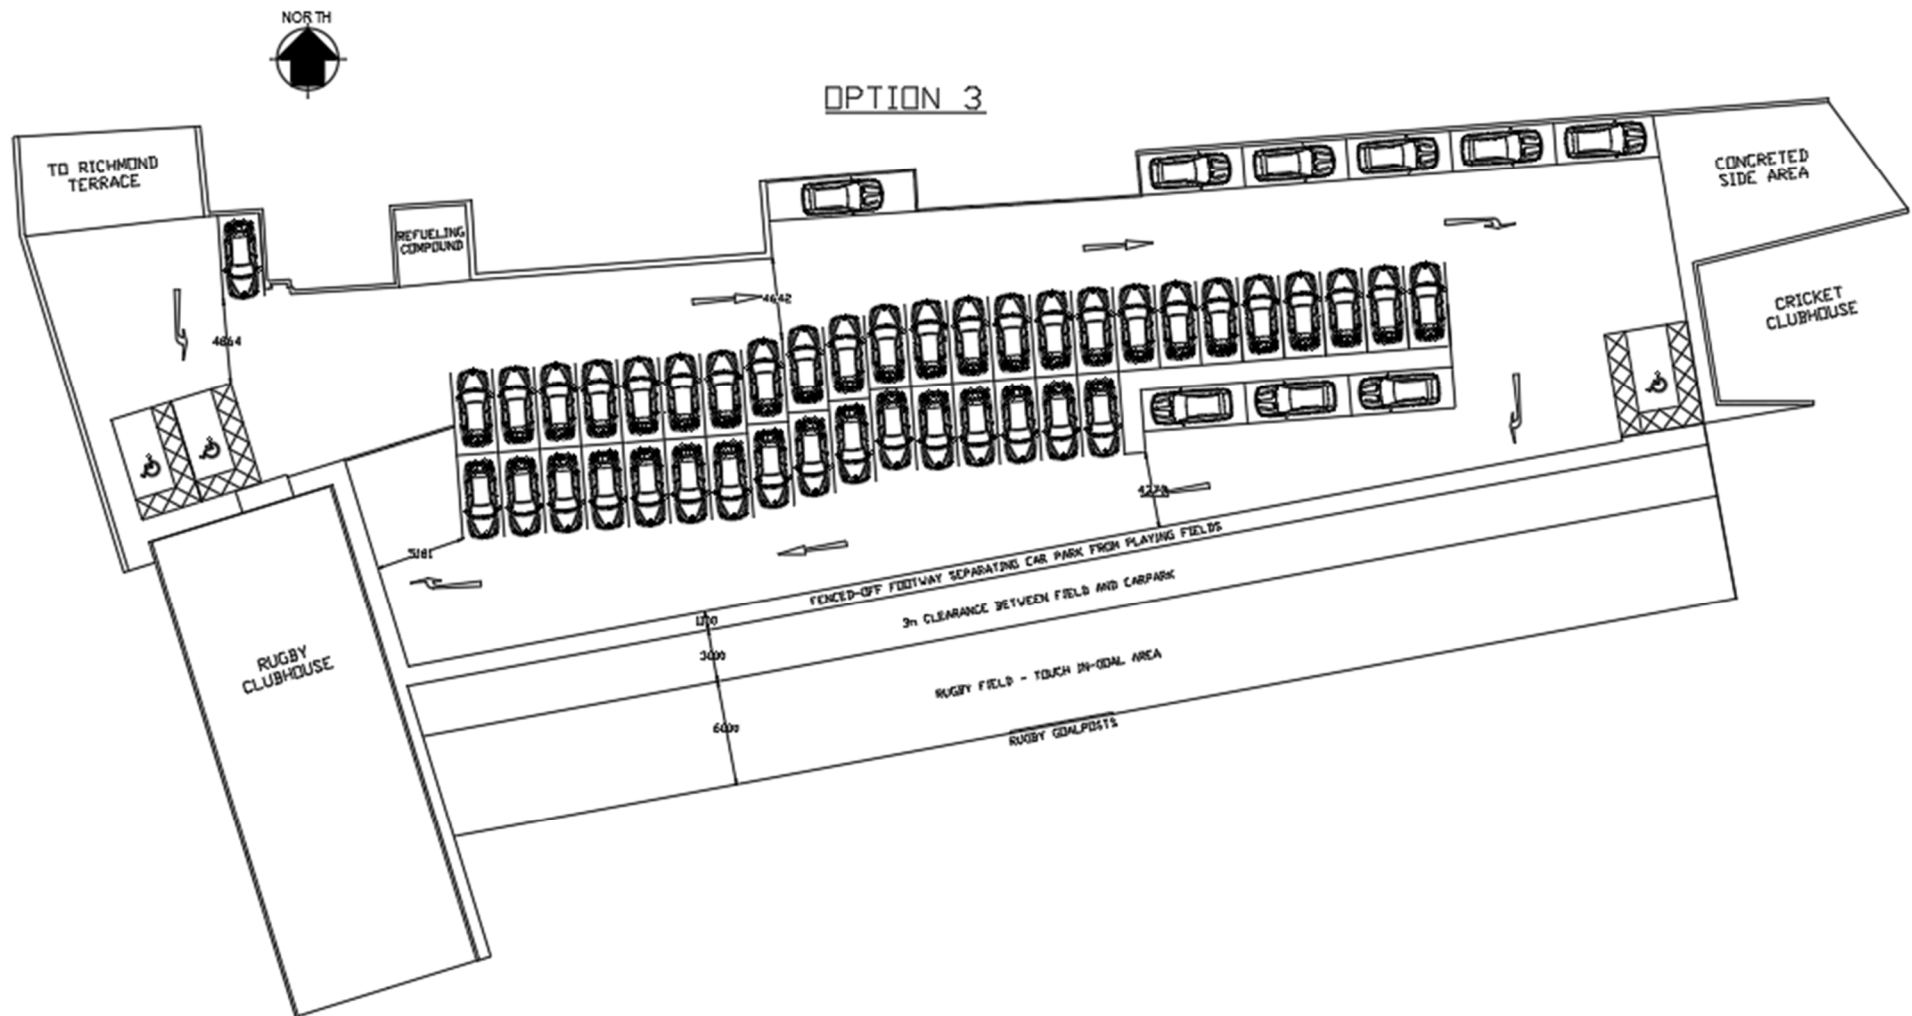 NORTH
OPTION 3
TO RICHMOND
TERRACE
REFUELING
COMPOUND
CONCRETED
SIDE AREA
CRICKET
CLUBHOUSE
4642
4664
4270
5181
FENCED-OFF FOOTWAY SEPARATING CAR PARK FROM PLAYING FIELDS
3m CLEARANCE BETWEEN FIELD AND CARPARK
3000
RUGBY
CLUBHOUSE
RUGBY FIELD - TOUCH IN-GOAL AREA
6000
RUGBY GOALPOSTS